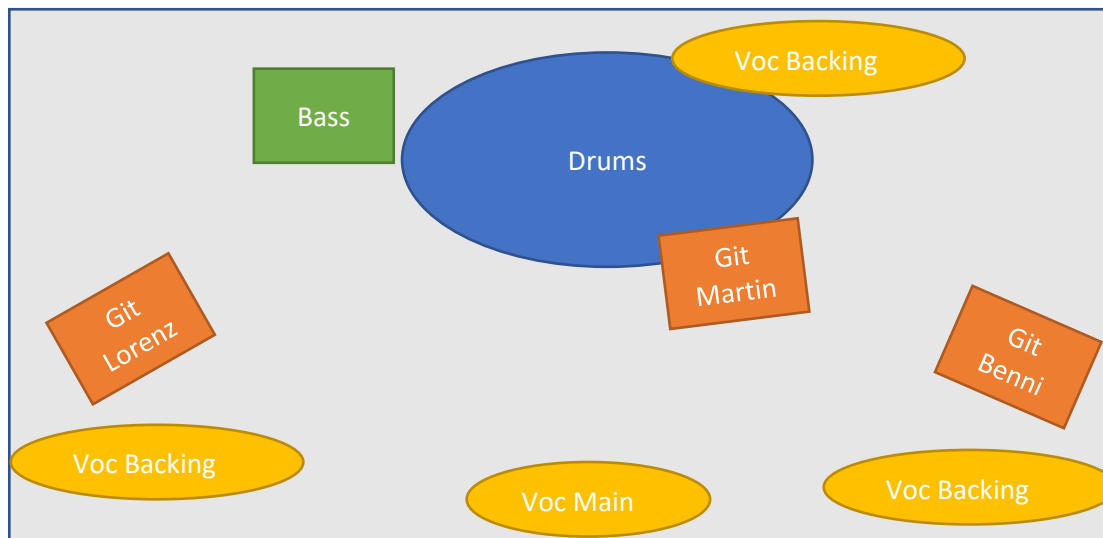 Voc Backing
Bass
Drums
Git
Martin
Git
Lorenz
Git
Benni
Voc Backing
Voc Main
Voc Backing